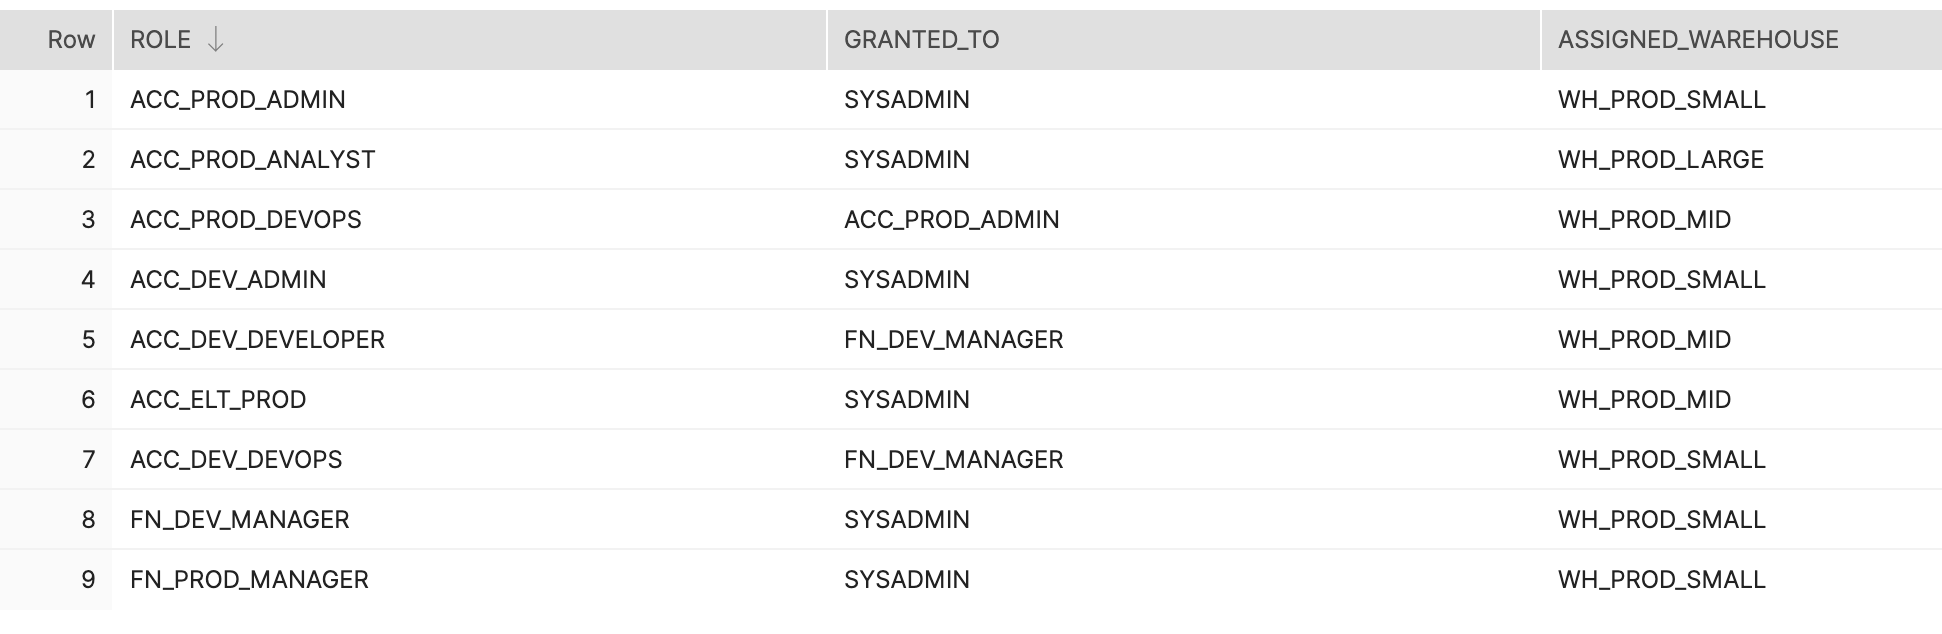 Row ROLE ↓ GRANTED_TO ASSIGNED_WAREHOUSE
1 ACC_PROD_ADMIN SYSADMIN WH_PROD_SMALL
2 ACC_PROD_ANALYST SYSADMIN WH_PROD_LARGE
3 ACC_PROD_DEVOPS ACC_PROD_ADMIN WH_PROD_MID
4 ACC_DEV_ADMIN SYSADMIN WH_PROD_SMALL
5 ACC_DEV_DEVELOPER FN_DEV_MANAGER WH_PROD_MID
6 ACC_ELT_PROD SYSADMIN WH_PROD_MID
7 ACC_DEV_DEVOPS FN_DEV_MANAGER WH_PROD_SMALL
8 FN_DEV_MANAGER SYSADMIN WH_PROD_SMALL
9 FN_PROD_MANAGER SYSADMIN WH_PROD_SMALL